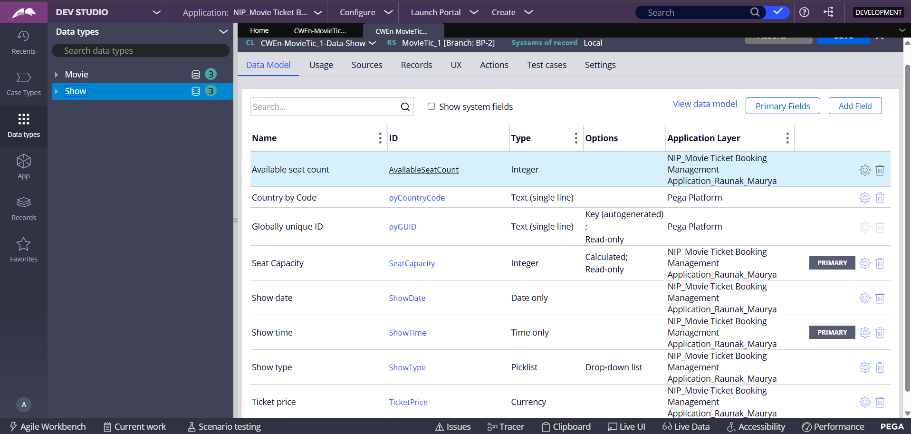 DEV STUDIO
Application: NIP_Movie Ticket B... Configure Launch Portal Create Search DEVELOPMENT
Recents
Case Types
Data types
App
Records
Favorites
A
Data types
Search data types
Movie 3
Show 3
Home CWEn-MovieTic... CWEn-MovieTic...
CL CWEn-MovieTic_1-Data-Show RS MovieTic_1 [Branch: BP-2] Systems of record Local
Data Model Usage Sources Records UX Actions Test cases Settings
Search... Show system fields View data model Primary Fields Add Field
Name ID Type Options Application Layer
Available seat count AvailableSeatCount Integer
NIP_Movie Ticket Booking
Management
Application_Raunak_Maurya
Country by Code pyCountryCode Text (single line) Pega Platform
Globally unique ID pyGUID Text (single line)
Key (autogenerated)
;
Read-only
Pega Platform
Seat Capacity SeatCapacity Integer
Calculated;
Read-only
NIP_Movie Ticket Booking
Management
Application_Raunak_Maurya
PRIMARY
Show date ShowDate Date only
NIP_Movie Ticket Booking
Management
Application_Raunak_Maurya
Show time ShowTime Time only
NIP_Movie Ticket Booking
Management
Application_Raunak_Maurya
PRIMARY
Show type ShowType Picklist Drop-down list
NIP_Movie Ticket Booking
Management
Application_Raunak_Maurya
Ticket price TicketPrice Currency
NIP_Movie Ticket Booking
Management
Application_Raunak_Maurya
Agile Workbench Current work Scenario testing Issues Tracer Clipboard Live UI Live Data Accessibility Performance PEGA